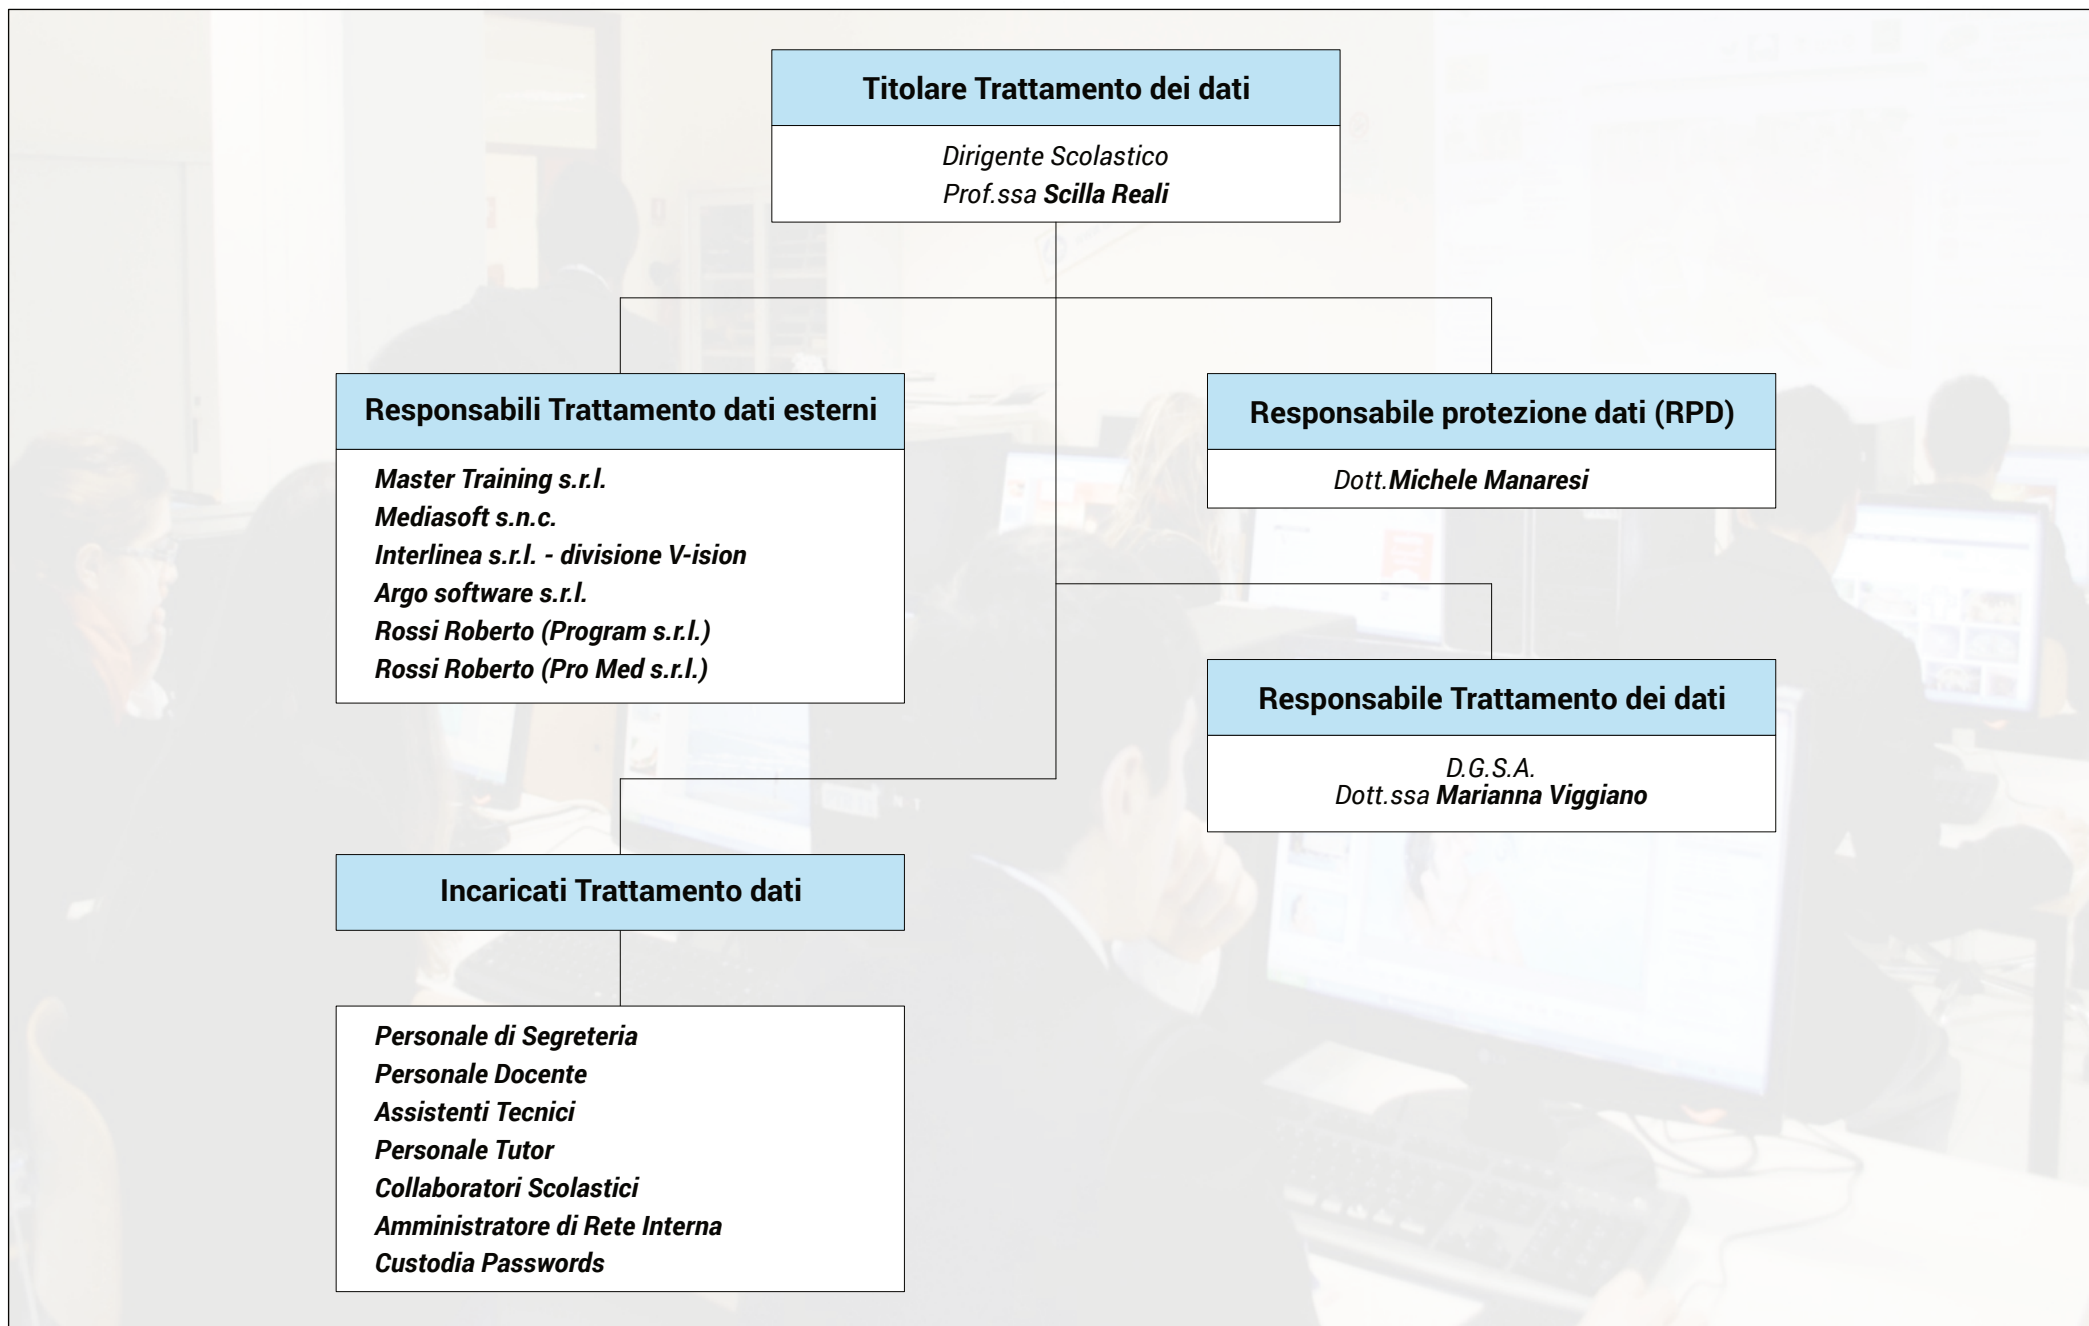 Titolare Trattamento dei dati
Dirigente Scolastico
Prof.ssa Scilla Reali
Responsabili Trattamento dati esterni
Master Training s.r.l.
Mediasoft s.n.c.
Interlinea s.r.l. - divisione V-ision
Argo software s.r.l.
Rossi Roberto (Program s.r.l.)
Rossi Roberto (Pro Med s.r.l.)
Responsabile protezione dati (RPD)
Dott.Michele Manaresi
Responsabile Trattamento dei dati
D.G.S.A.
Dott.ssa Marianna Viggiano
Incaricati Trattamento dati
Personale di Segreteria
Personale Docente
Assistenti Tecnici
Personale Tutor
Collaboratori Scolastici
Amministratore di Rete Interna
Custodia Passwords